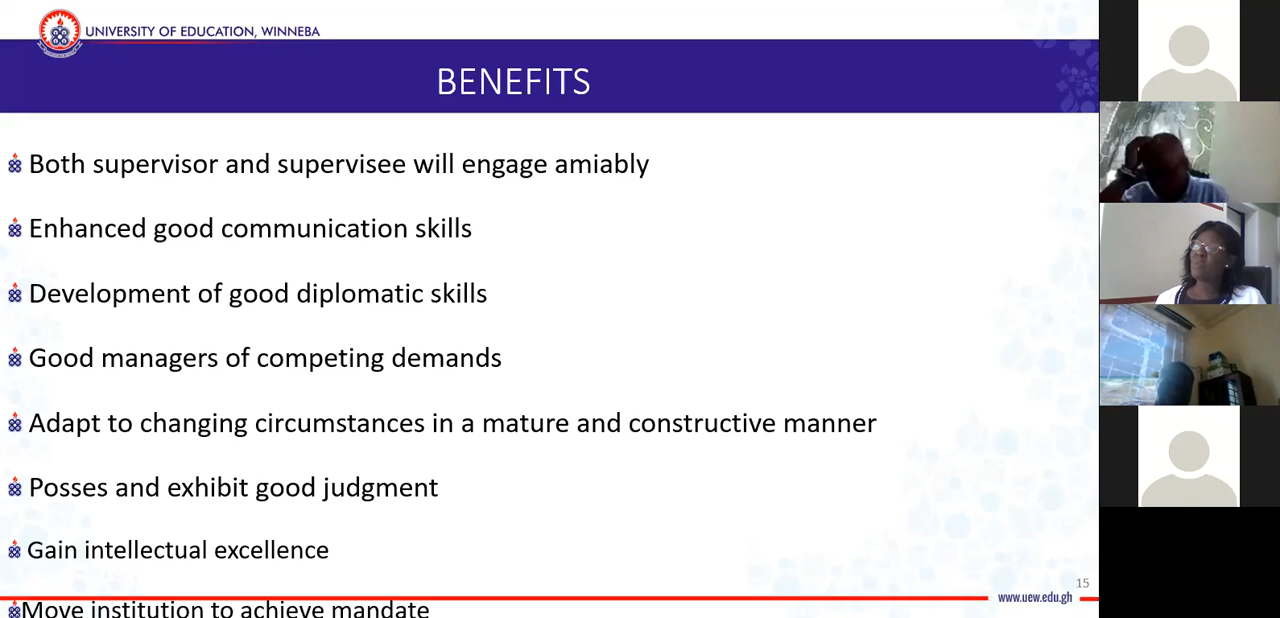 UNIVERSITY OF EDUCATION, WINNEBA
BENEFITS
Both supervisor and supervisee will engage amiably
Enhanced good communication skills
Development of good diplomatic skills
Good managers of competing demands
Adapt to changing circumstances in a mature and constructive manner
Posses and exhibit good judgment
Gain intellectual excellence
15
www.uew.edu.gh
Move institution to achieve mandate